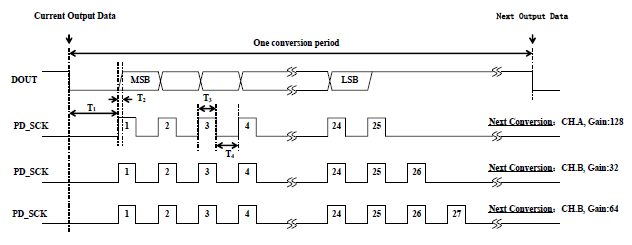 Current Output Data
Next Output Data
One conversion period
DOUT
MSB
LSB
T1
T2
T3
T4
PD_SCK
1
2
3
4
24
25
Next Conversion：CH.A, Gain:128
PD_SCK
1
2
3
4
24
25
26
Next Conversion：CH.B, Gain:32
PD_SCK
1
2
3
4
24
25
26
27
Next Conversion：CH.B, Gain:64